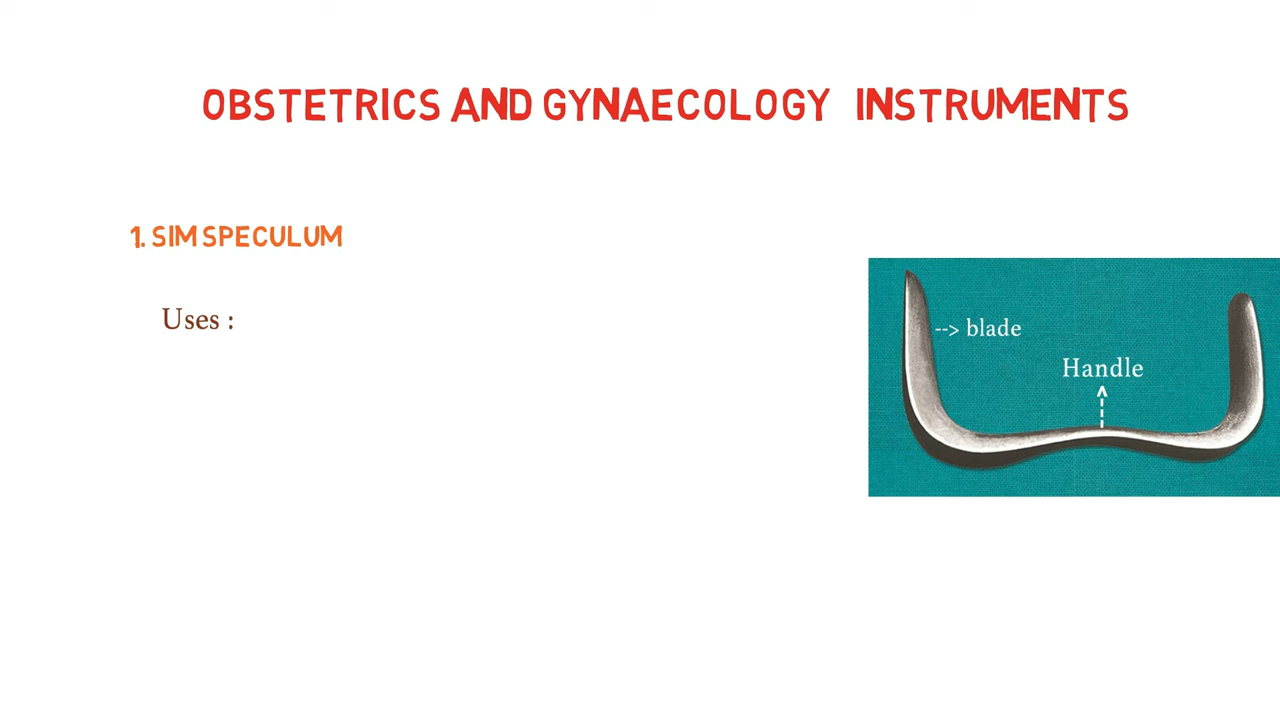 OBSTETRICS AND GYNAECOLOGY INSTRUMENTS
1. SIM SPECULUM
Uses :
--> blade
Handle